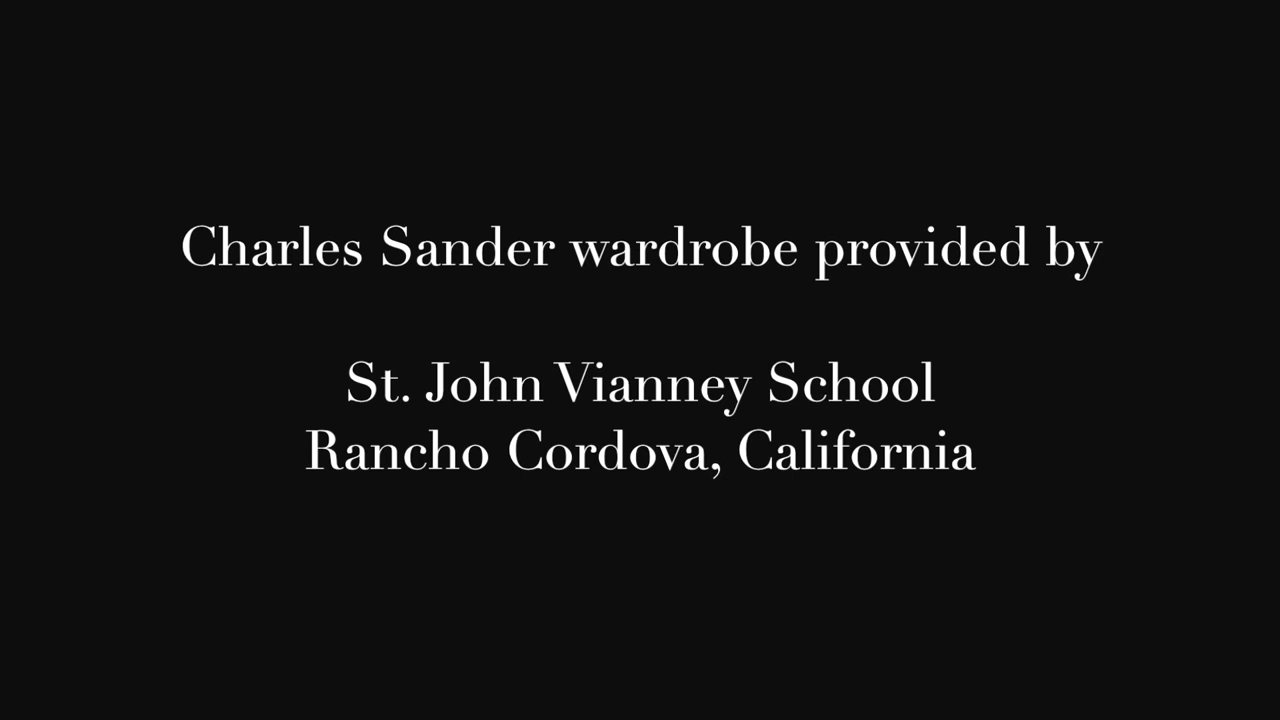 Charles Sander wardrobe provided by
St. John Vianney School
Rancho Cordova, California